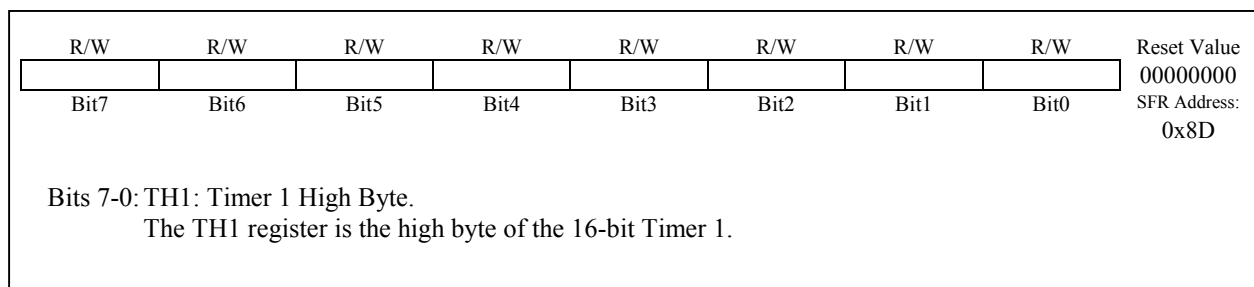 R/W R/W R/W R/W R/W R/W R/W R/W Reset Value
00000000
Bit7 Bit6 Bit5 Bit4 Bit3 Bit2 Bit1 Bit0 SFR Address:
0x8D
Bits 7-0: TH1: Timer 1 High Byte.
The TH1 register is the high byte of the 16-bit Timer 1.